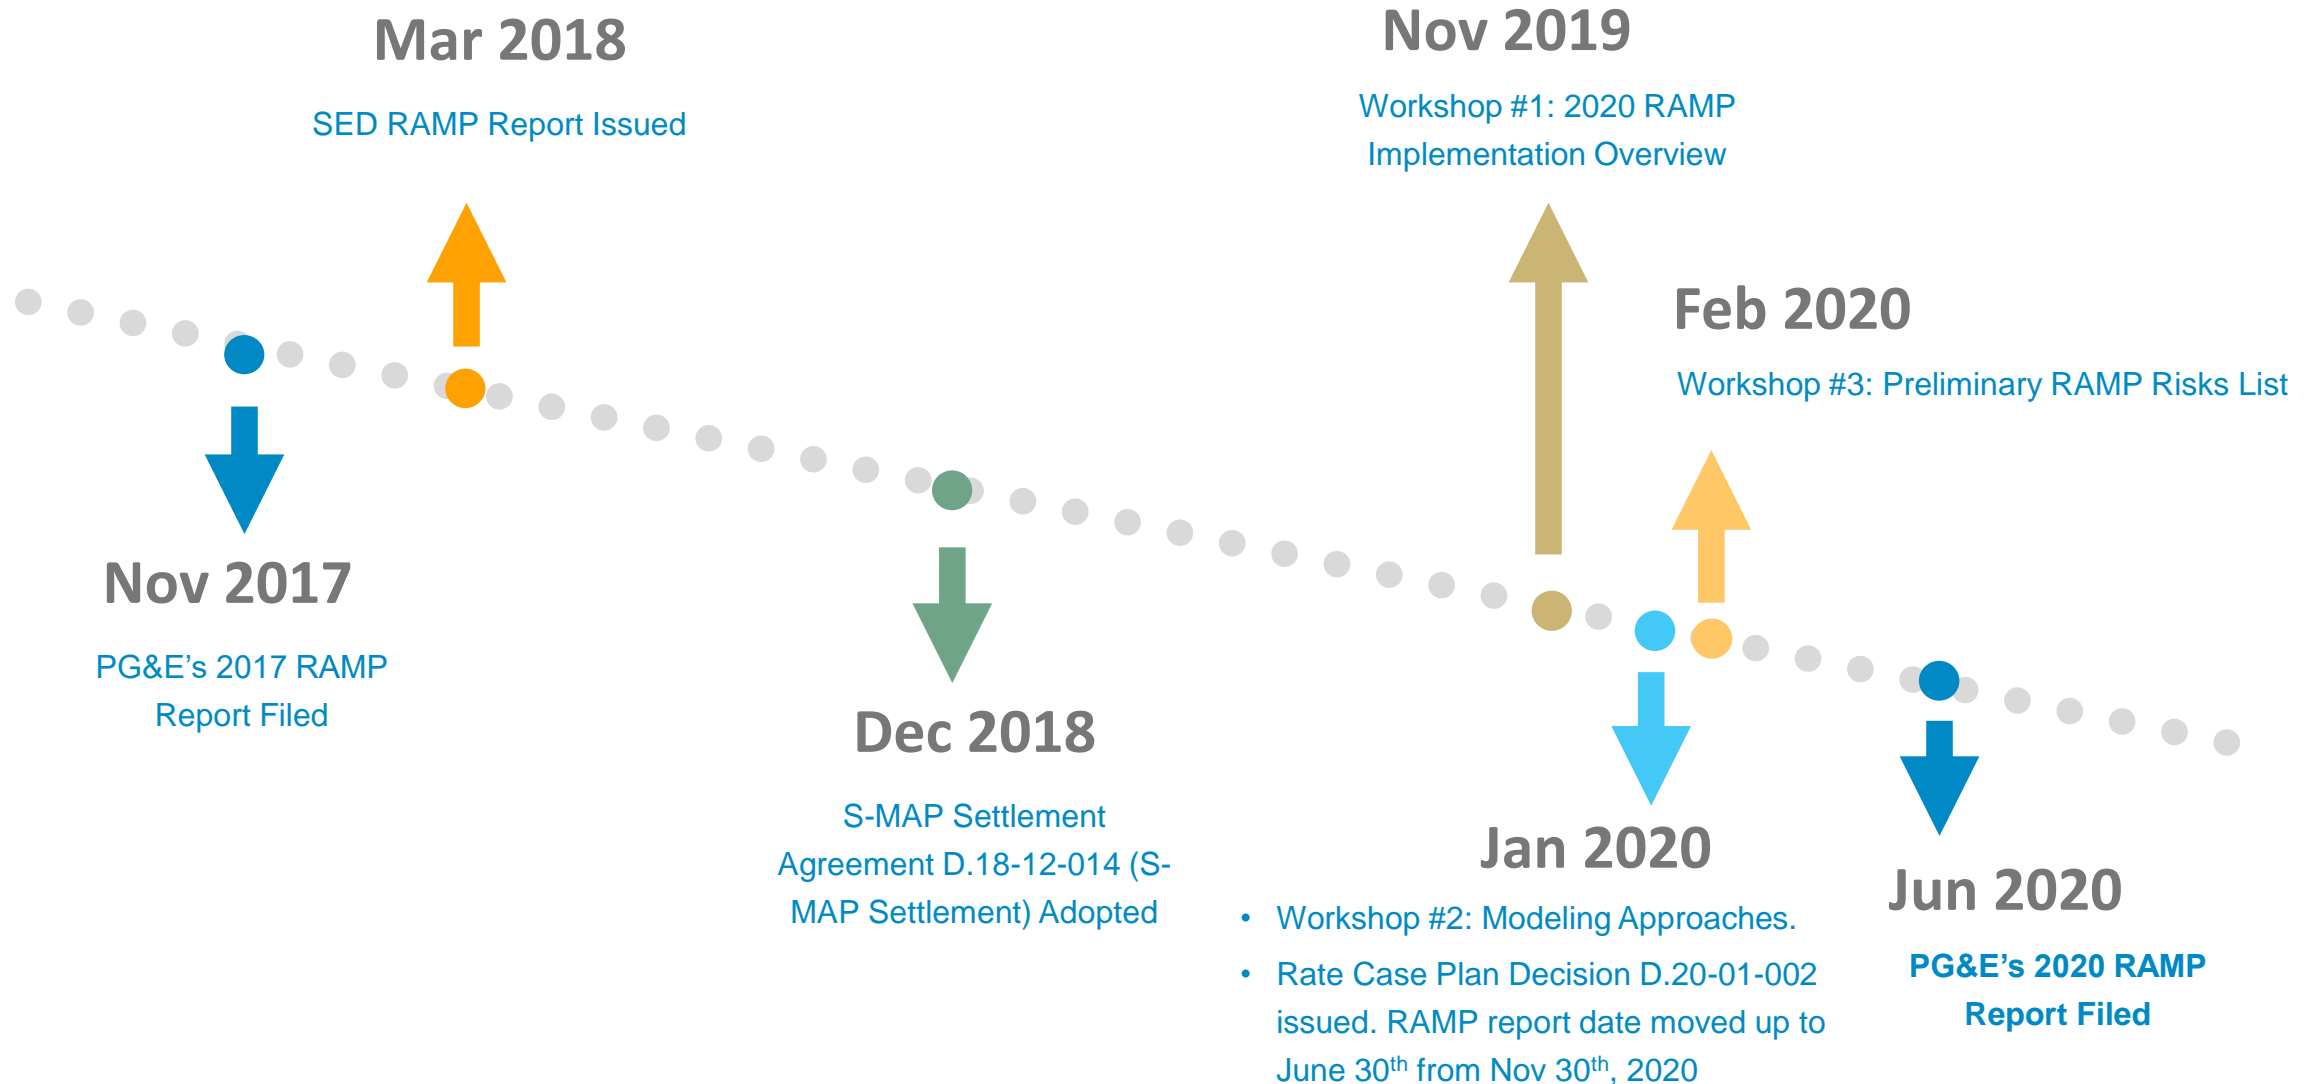 Mar 2018
SED RAMP Report Issued
Nov 2019
Workshop #1: 2020 RAMP
Implementation Overview
Feb 2020
Workshop #3: Preliminary RAMP Risks List
Nov 2017
PG&E’s 2017 RAMP
Report Filed
Dec 2018
S-MAP Settlement
Agreement D.18-12-014 (S-
MAP Settlement) Adopted
Jan 2020
• Workshop #2: Modeling Approaches.
• Rate Case Plan Decision D.20-01-002
issued. RAMP report date moved up to
June 30th from Nov 30th, 2020
Jun 2020
PG&E’s 2020 RAMP
Report Filed